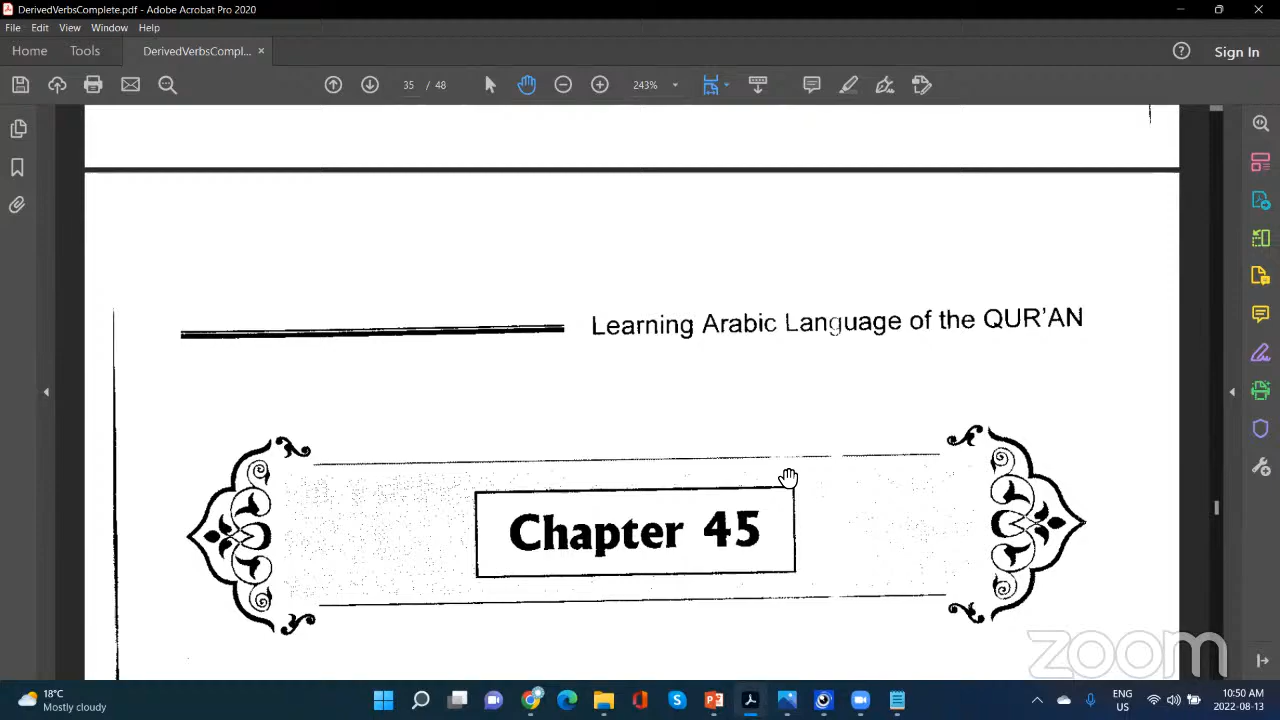 DerivedVerbsComplete.pdf - Adobe Acrobat Pro 2020
File Edit View Window Help
Home Tools DerivedVerbsCompl... × Sign In
35 / 48 243%
Learning Arabic Language of the QUR'AN
Chapter 45
zoom
18°C
Mostly cloudy
ENG
US
10:50 AM
2022-08-13